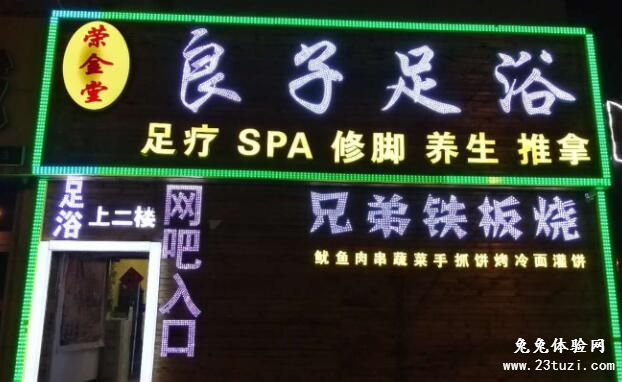 荣金堂
良子足浴
足疗 SPA 修脚 养生 推拿
足浴
上二楼
网吧入口
兄弟铁板烧
鱿鱼肉串蔬菜手抓饼烤冷面灌饼
兔兔体验网
www.23tuzi.com